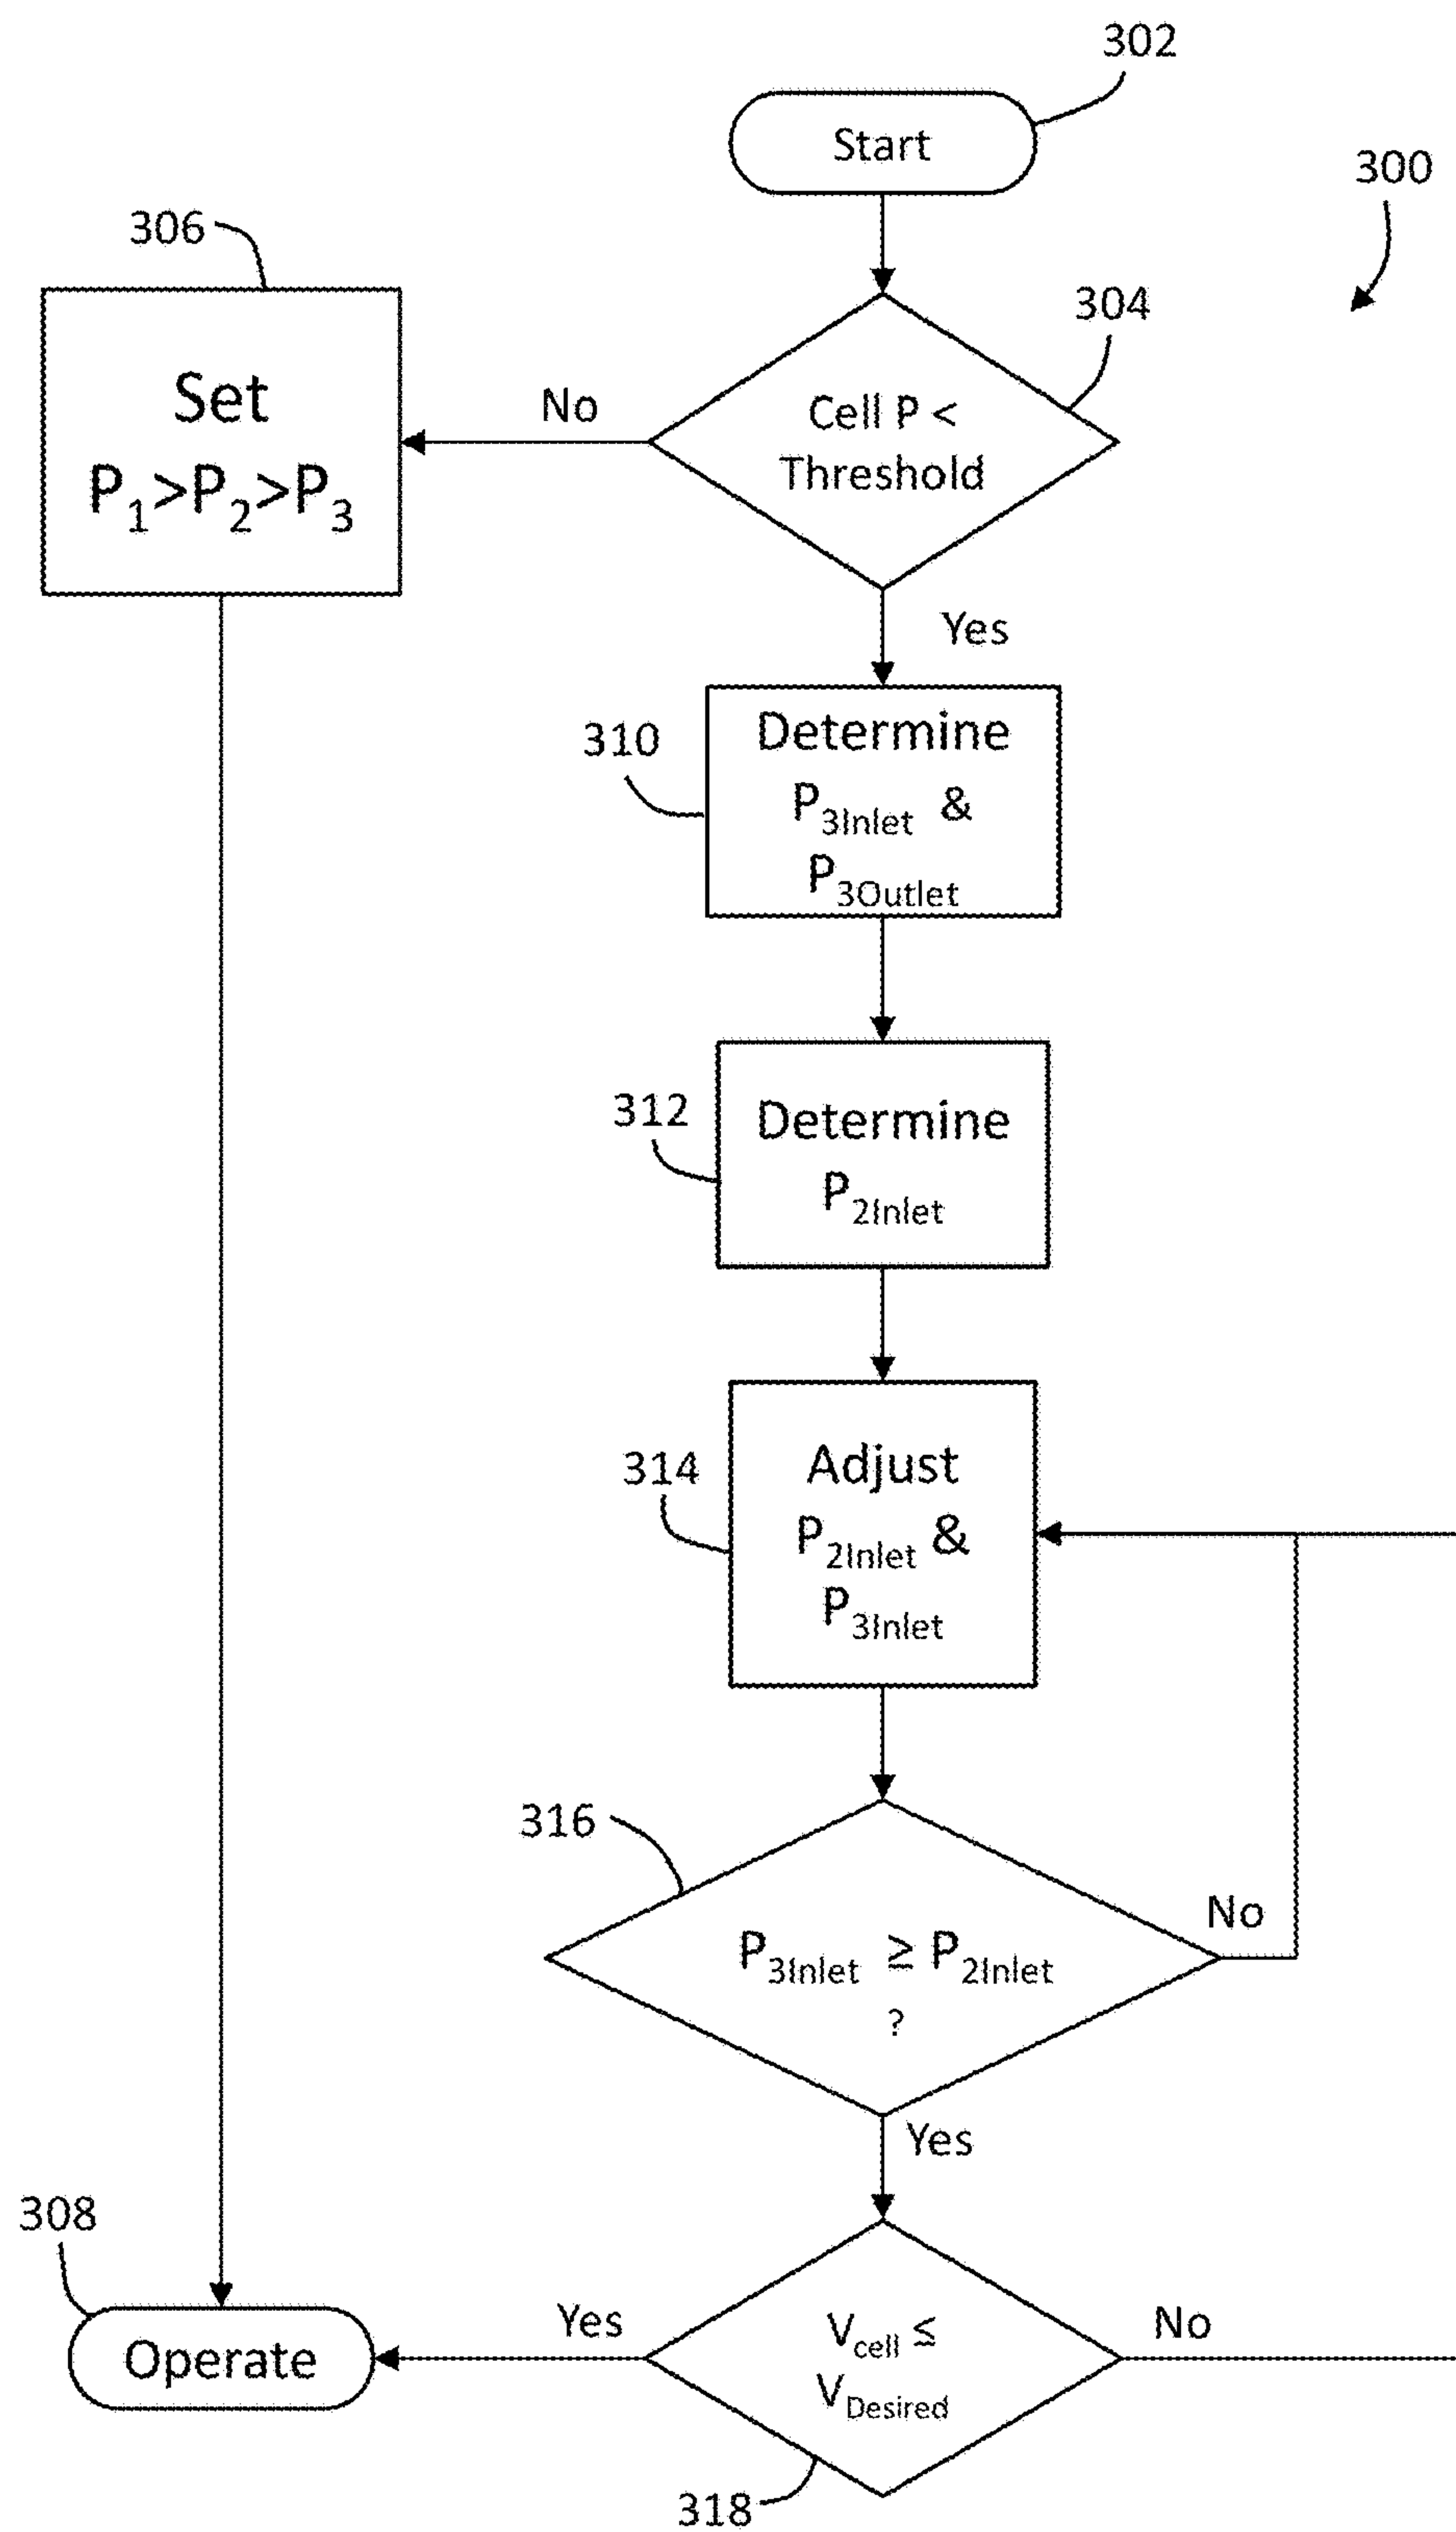 302
Start
300
306
304
Set
P1>P2>P3
No
Cell P <
Threshold
Yes
310
Determine
P3Inlet &
P3Outlet
312
Determine
P2Inlet
314
Adjust
P2Inlet &
P3Inlet
316
No
P3Inlet ≥ P2Inlet
?
Yes
308
Operate
Yes
Vcell ≤
VDesired
No
318